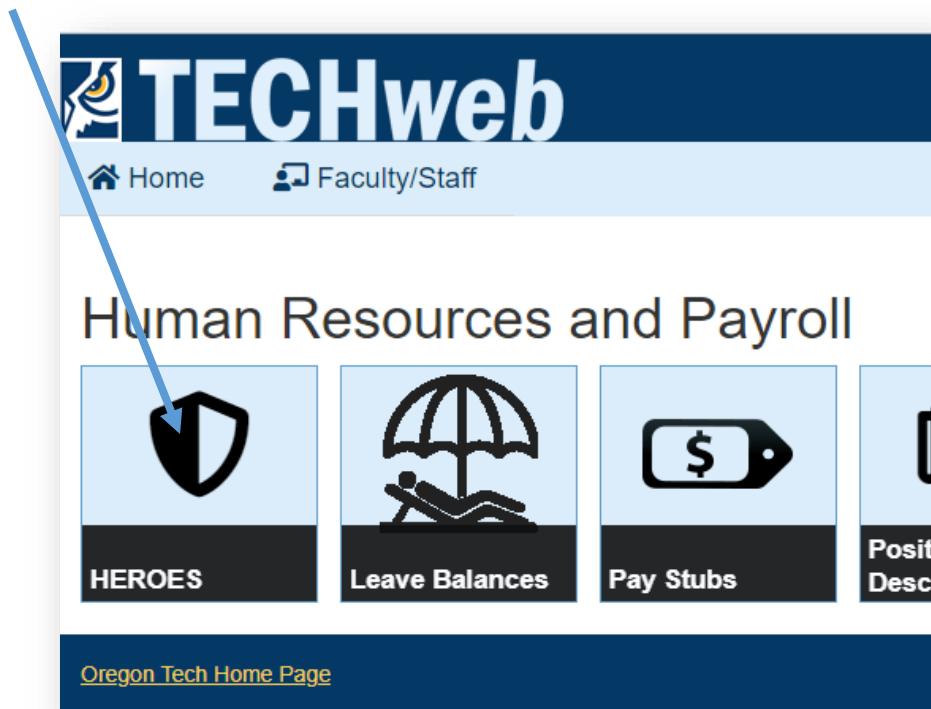 TECHweb
Home Faculty/Staff
Human Resources and Payroll
$
HEROES Leave Balances Pay Stubs
Oregon Tech Home Page